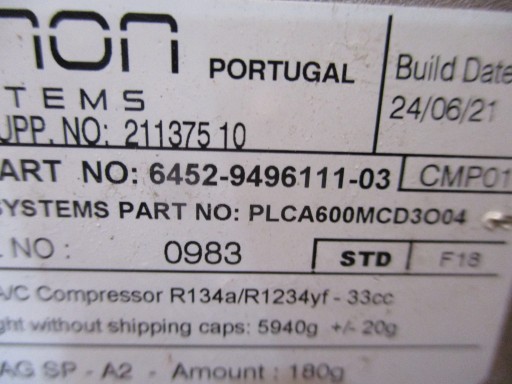 non PORTUGAL Build Date
TEMS 24/06/21
UPP. NO: 211375 10
ART NO: 6452-9496111-03 CMP01
SYSTEMS PART NO: PLCA600MCD3O04
. NO : 0983 STD F18
/C Compressor R134a/R1234yf - 33cc
ght without shipping caps: 5940g +/- 20g
AG SP - A2 - Amount : 180g